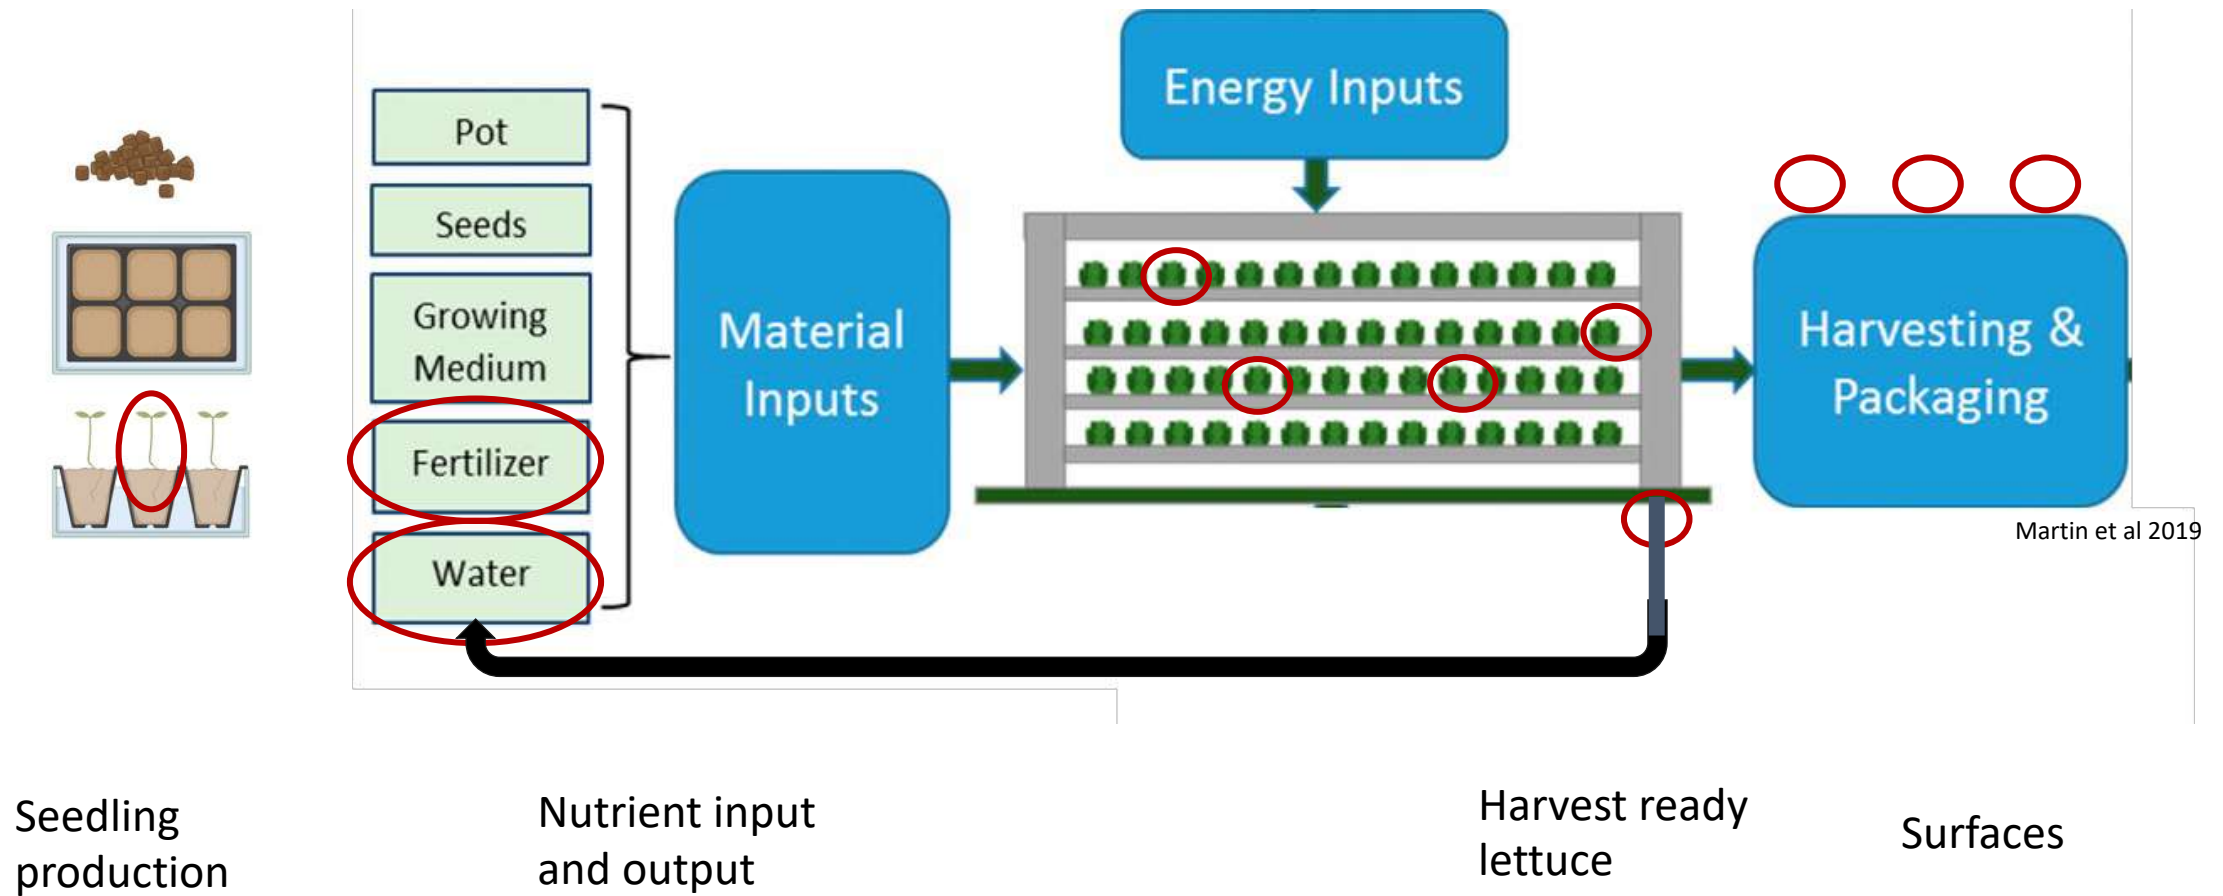 Pot
Seeds
Growing
Medium
Fertilizer
Water
Material
Inputs
Energy Inputs
Harvesting &
Packaging
Martin et al 2019
Seedling
production
Nutrient input
and output
Harvest ready
lettuce
Surfaces